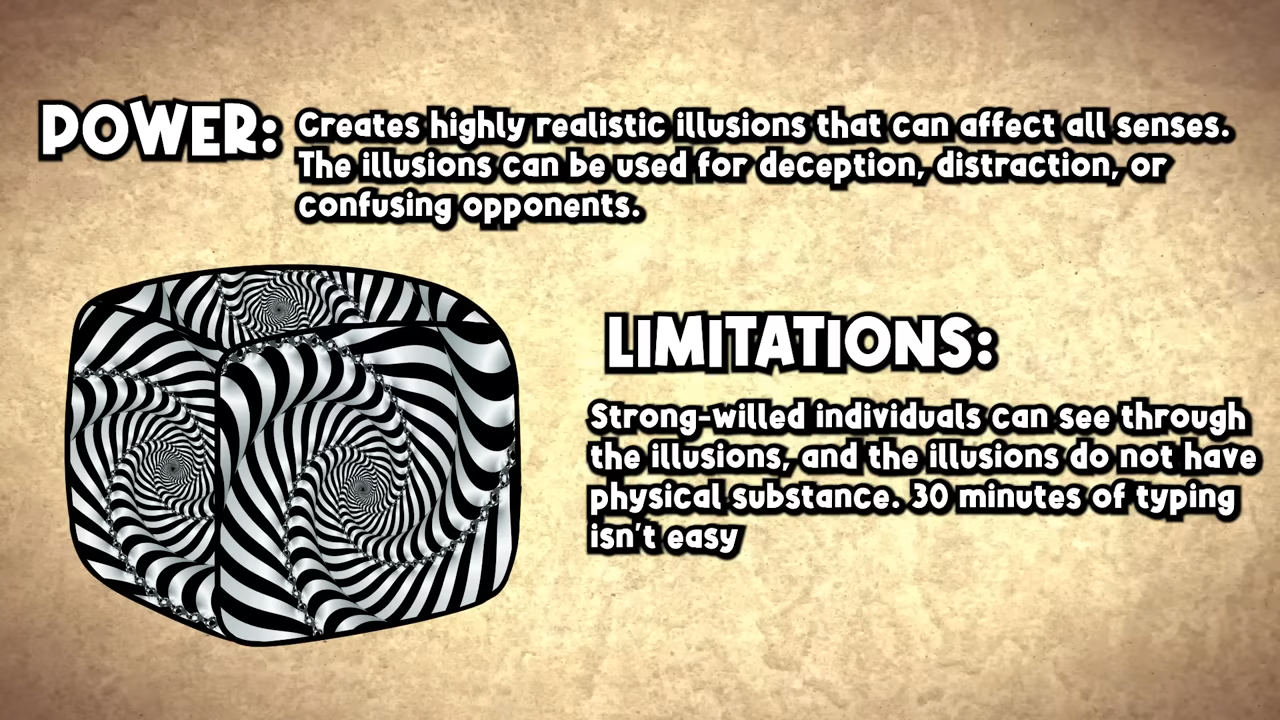 POWER:
Creates highly realistic illusions that can affect all senses.
The illusions can be used for deception, distraction, or
confusing opponents.
LIMITATIONS:
Strong-willed individuals can see through
the illusions, and the illusions do not have
physical substance. 30 minutes of typing
isn't easy